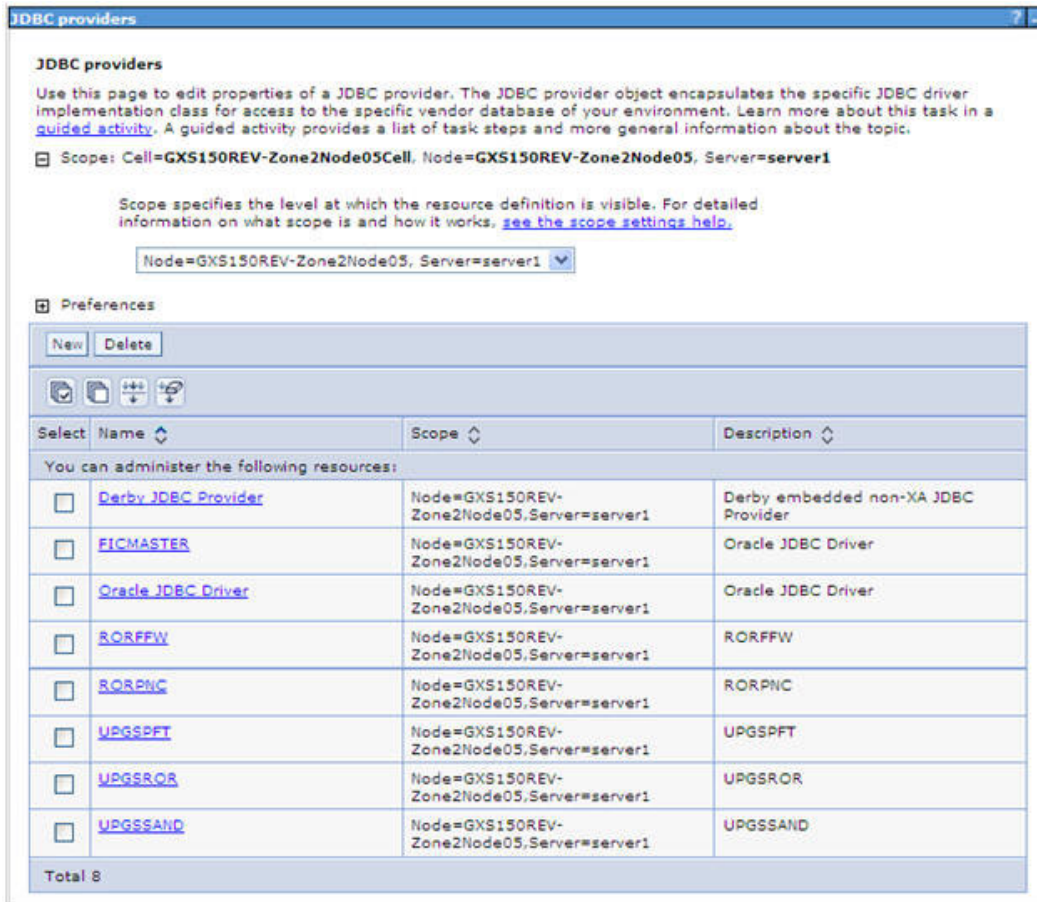 JDBC providers ? -
JDBC providers
Use this page to edit properties of a JDBC provider. The JDBC provider object encapsulates the specific JDBC driver
implementation class for access to the specific vendor database of your environment. Learn more about this task in a
guided activity. A guided activity provides a list of task steps and more general information about the topic.
Scope: Cell=GXS150REV-Zone2Node05Cell, Node=GXS150REV-Zone2Node05, Server=server1
Scope specifies the level at which the resource definition is visible. For detailed
information on what scope is and how it works, see the scope settings help.
Node=GXS150REV-Zone2Node05, Server=server1
Preferences
New Delete
Select Name Scope Description
You can administer the following resources:
Derby JDBC Provider Node=GXS150REV- Derby embedded non-XA JDBC
Zone2Node05,Server=server1 Provider
FICMASTER Node=GXS150REV- Oracle JDBC Driver
Zone2Node05,Server=server1
Oracle JDBC Driver Node=GXS150REV- Oracle JDBC Driver
Zone2Node05,Server=server1
RORFFW Node=GXS150REV- RORFFW
Zone2Node05,Server=server1
RORPNC Node=GXS150REV- RORPNC
Zone2Node05,Server=server1
UPGSPFT Node=GXS150REV- UPGSPFT
Zone2Node05,Server=server1
UPGSROR Node=GXS150REV- UPGSROR
Zone2Node05,Server=server1
UPGSSAND Node=GXS150REV- UPGSSAND
Zone2Node05,Server=server1
Total 8